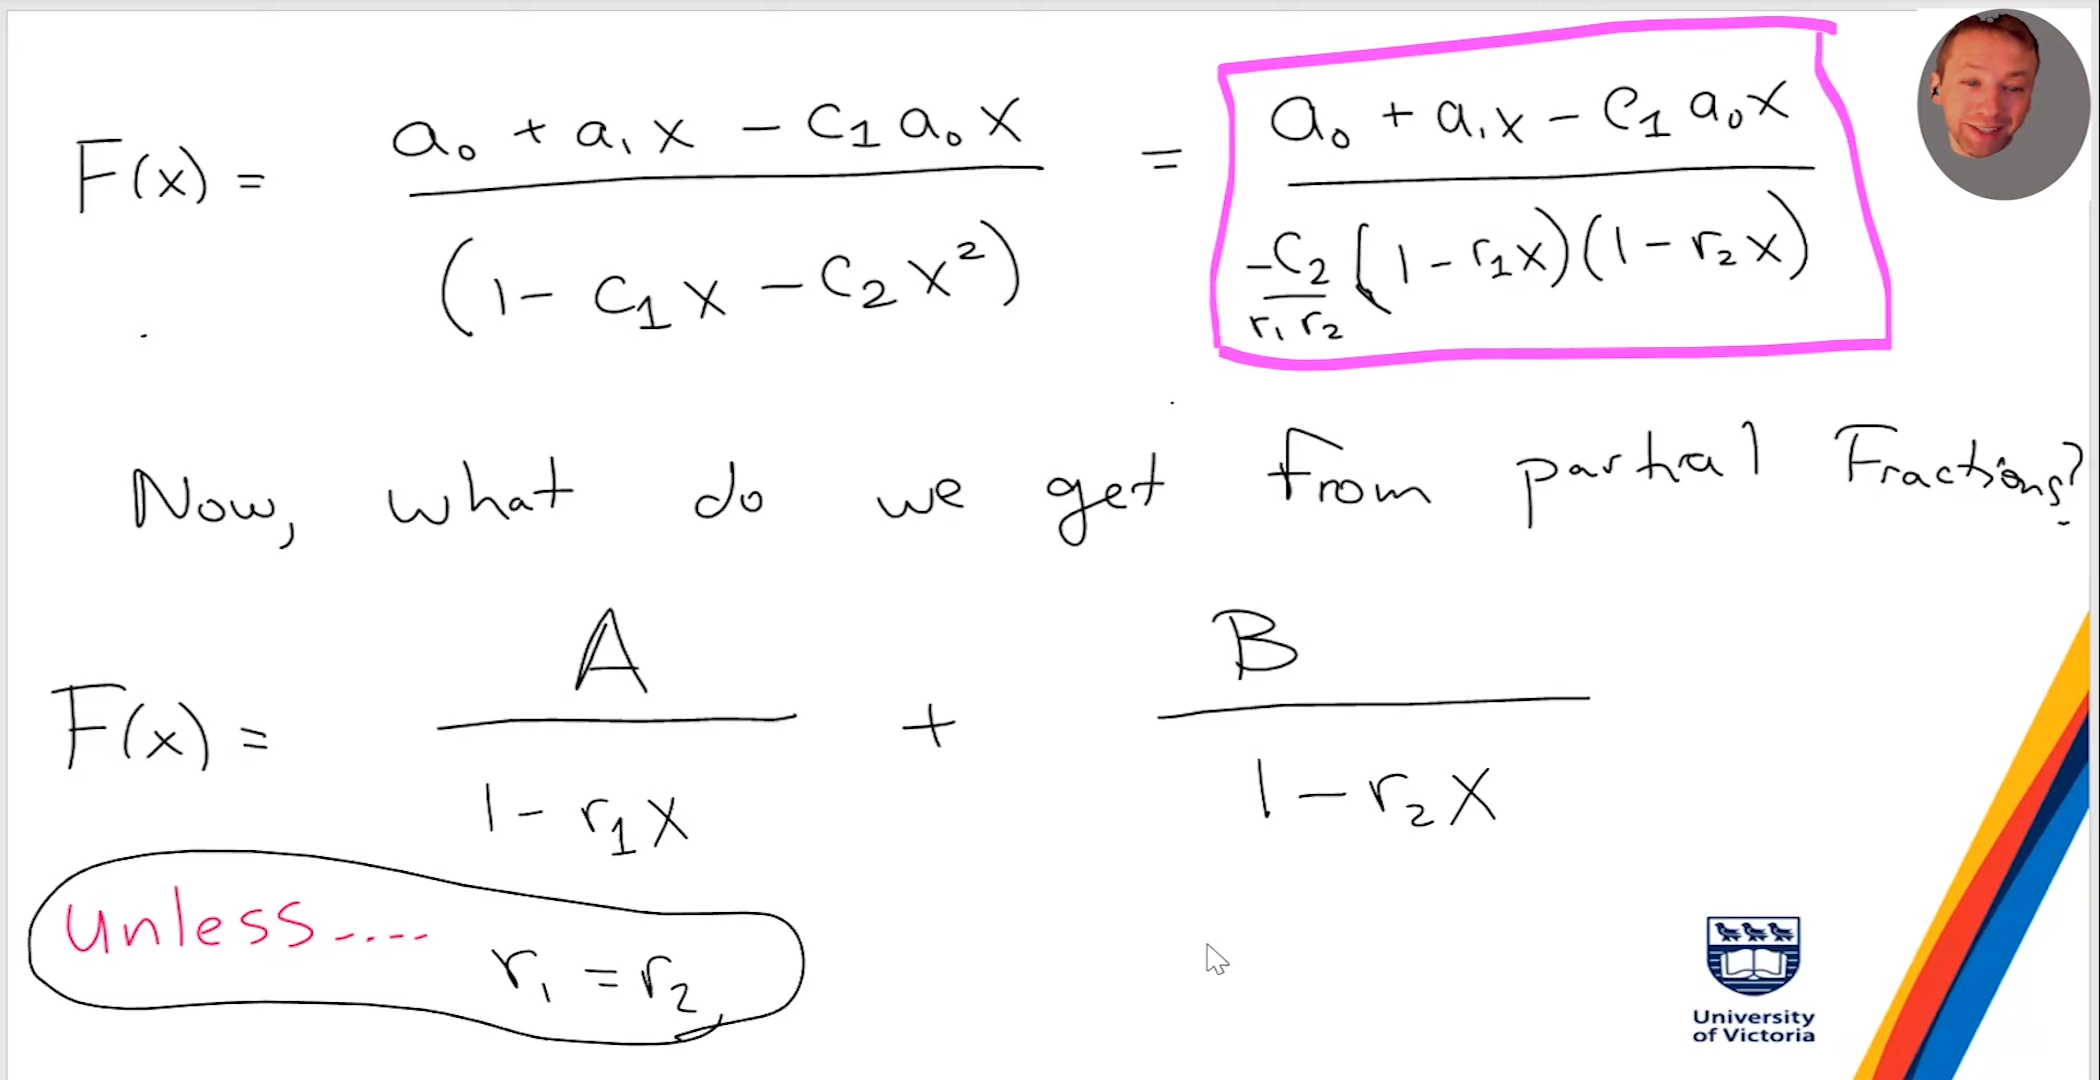 F(x) = (a₀ + a₁x - c₁a₀x) / (1 - c₁x - c₂x²) = (a₀ + a₁x - c₁a₀x) / (-c₂/(r₁r₂) (1 - r₁x)(1 - r₂x))
Now, what do we get from partial Fractions?
F(x) = A / (1 - r₁x) + B / (1 - r₂x)
unless.... r₁ = r₂
University
of Victoria